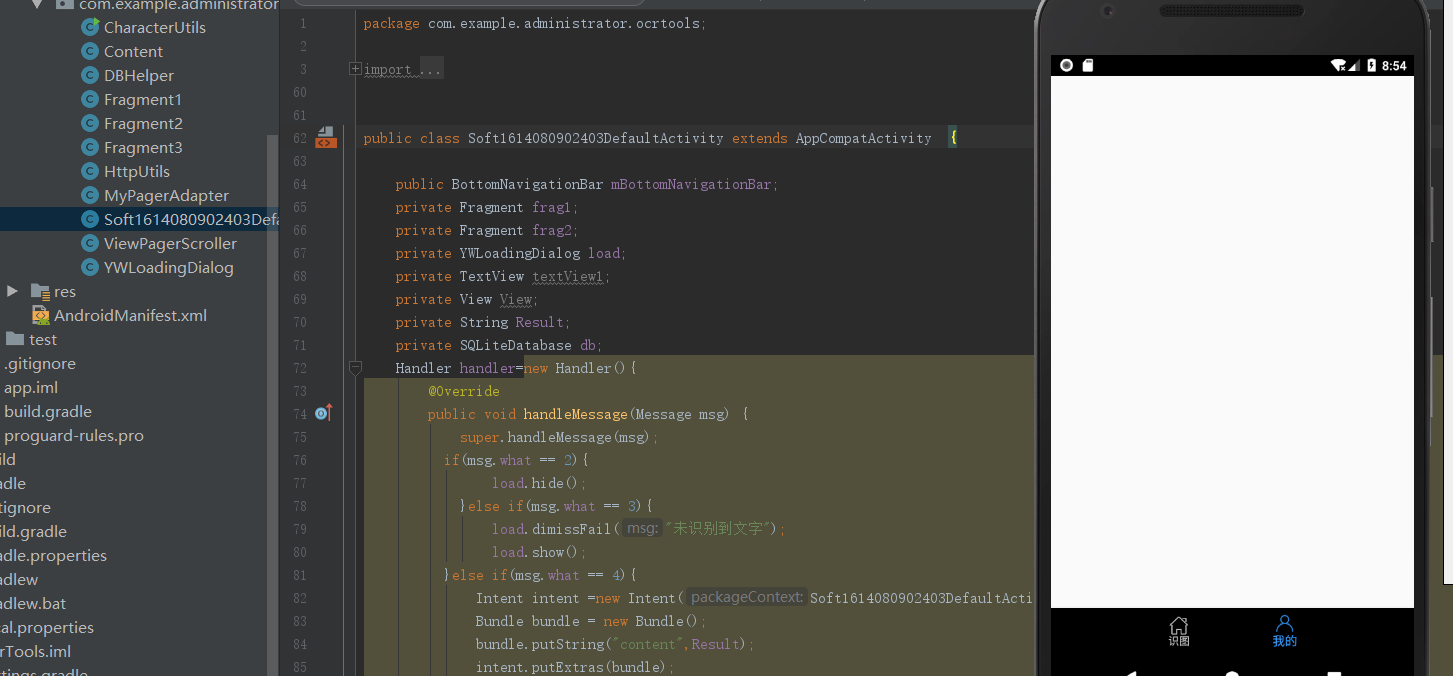 com.example.administrator
CharacterUtils
Content
DBHelper
Fragment1
Fragment2
Fragment3
HttpUtils
MyPagerAdapter
Soft1614080902403Defa
ViewPagerScroller
YWLoadingDialog
res
AndroidManifest.xml
test
.gitignore
app.iml
build.gradle
proguard-rules.pro
ild
adle
tignore
ild.gradle
adle.properties
adlew
adlew.bat
cal.properties
rTools.iml
ttings.gradle
1 package com.example.administrator.ocrtools;
2
3 import ...
60
61
62 public class Soft1614080902403DefaultActivity extends AppCompatActivity {
63
64 public BottomNavigationBar mBottomNavigationBar;
65 private Fragment frag1;
66 private Fragment frag2;
67 private YWLoadingDialog load;
68 private TextView textView1;
69 private View View;
70 private String Result;
71 private SQLiteDatabase db;
72 Handler handler=new Handler(){
73 @Override
74 public void handleMessage(Message msg) {
75 super.handleMessage(msg);
76 if(msg.what == 2){
77 load.hide();
78 }else if(msg.what == 3){
79 load.dimissFail( msg: "未识别到文字");
80 load.show();
81 }else if(msg.what == 4){
82 Intent intent =new Intent( packageContext: Soft1614080902403DefaultActi
83 Bundle bundle = new Bundle();
84 bundle.putString("content",Result);
85 intent.putExtras(bundle);
8:54
识图
我的